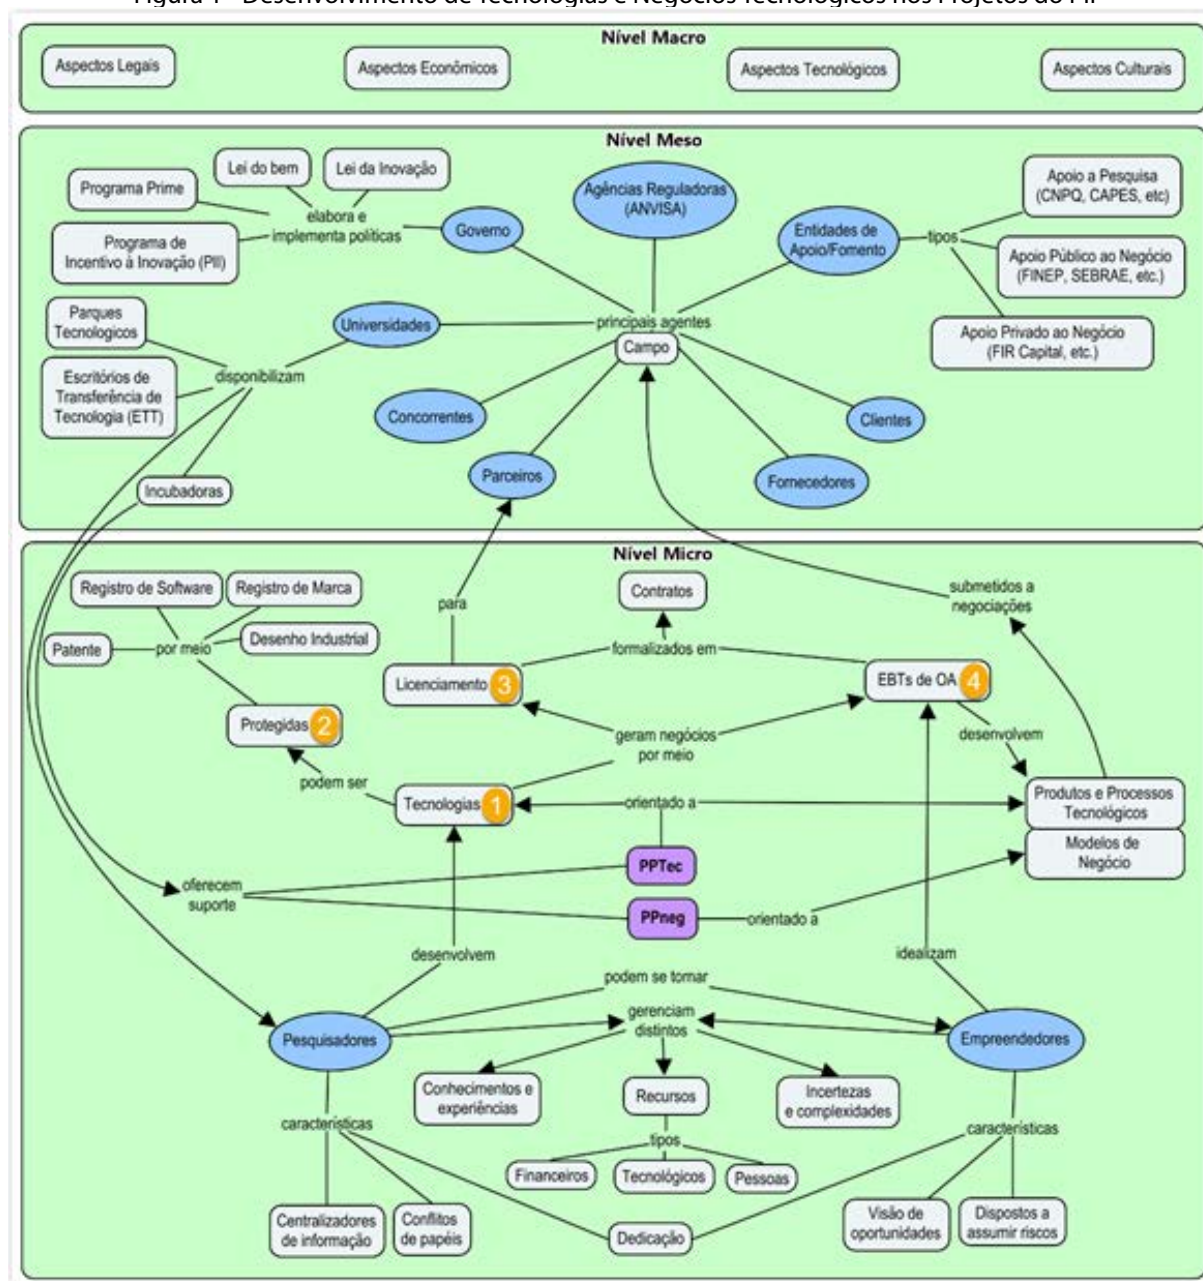 Figura 1 - Desenvolvimento de Tecnologias e Negócios Tecnológicos nos Projetos do PII
Nível Macro
Aspectos Legais
Aspectos Econômicos
Aspectos Tecnológicos
Aspectos Culturais
Nível Meso
Programa Prime
Lei do bem
Lei da Inovação
elabora e
implementa políticas
Programa de
Incentivo à Inovação (PII)
Governo
Agências Reguladoras
(ANVISA)
Entidades de
Apoio/Fomento
tipos
Apoio a Pesquisa
(CNPQ, CAPES, etc)
Apoio Público ao Negócio
(FINEP, SEBRAE, etc.)
Apoio Privado ao Negócio
(FIR Capital, etc.)
Parques
Tecnologicos
Escritórios de
Transferência de
Tecnologia (ETT)
disponibilizam
Universidades
principais agentes
Campo
Concorrentes
Parceiros
Fornecedores
Clientes
Incubadoras
Nível Micro
Registro de Software
Registro de Marca
Patente
por meio
Desenho Industrial
para
Contratos
submetidos a
negociações
formalizados em
Licenciamento 3
EBTs de OA 4
Protegidas 2
geram negócios
por meio
desenvolvem
podem ser
Tecnologias 1
orientado a
Produtos e Processos
Tecnológicos
Modelos de
Negócio
PPTec
oferecem
suporte
PPneg
orientado a
desenvolvem
idealizam
podem se tornar
gerenciam
distintos
Pesquisadores
Empreendedores
Conhecimentos e
experiências
Recursos
Incertezas
e complexidades
características
tipos
características
Financeiros
Tecnológicos
Pessoas
Centralizadores
de informação
Conflitos
de papéis
Dedicação
Visão de
oportunidades
Dispostos a
assumir riscos